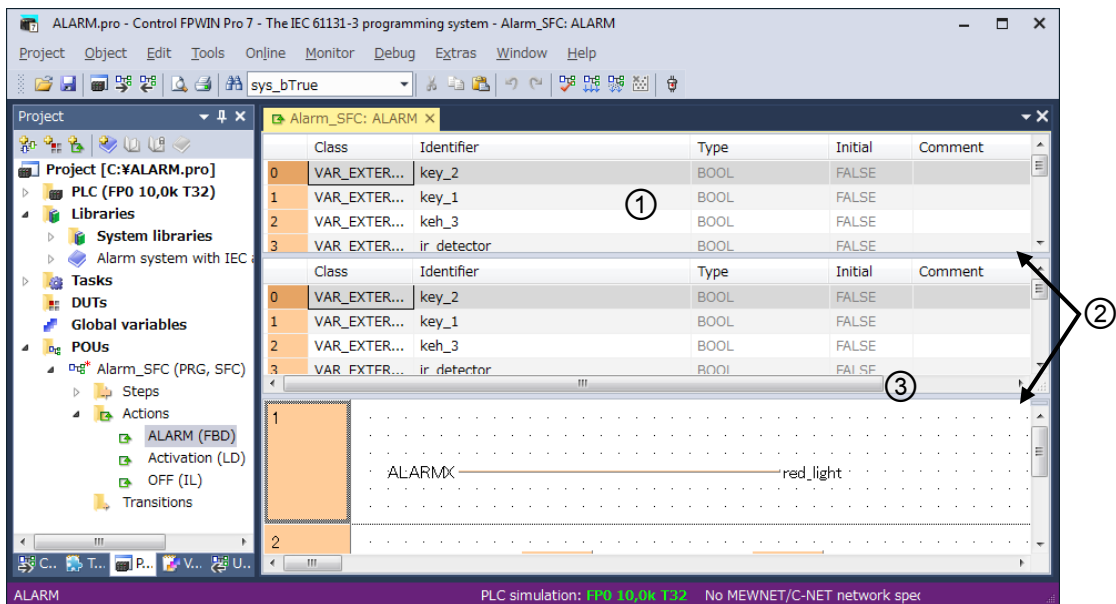 ALARM.pro - Control FPWIN Pro 7 - The IEC 61131-3 programming system - Alarm_SFC: ALARM
Project Object Edit Tools Online Monitor Debug Extras Window Help
sys_bTrue
Project
Project [C:¥ALARM.pro]
PLC (FP0 10,0k T32)
Libraries
System libraries
Alarm system with IEC
Tasks
DUTs
Global variables
POUs
Alarm_SFC (PRG, SFC)
Steps
Actions
ALARM (FBD)
Activation (LD)
OFF (IL)
Transitions
C... T... P... V... U..
Alarm_SFC: ALARM
Class Identifier Type Initial Comment
0 VAR_EXTER... key_2 BOOL FALSE
1 VAR_EXTER... key_1 BOOL FALSE
2 VAR_EXTER... keh_3 BOOL FALSE
3 VAR_EXTER... ir_detector BOOL FALSE
①
Class Identifier Type Initial Comment
0 VAR_EXTER... key_2 BOOL FALSE
1 VAR_EXTER... key_1 BOOL FALSE
2 VAR_EXTER... keh_3 BOOL FALSE
3 VAR_EXTER... ir_detector BOOL FALSE
②
③
1
ALARMX red_light
2
ALARM PLC simulation: FP0 10,0k T32 No MEWNET/C-NET network spec